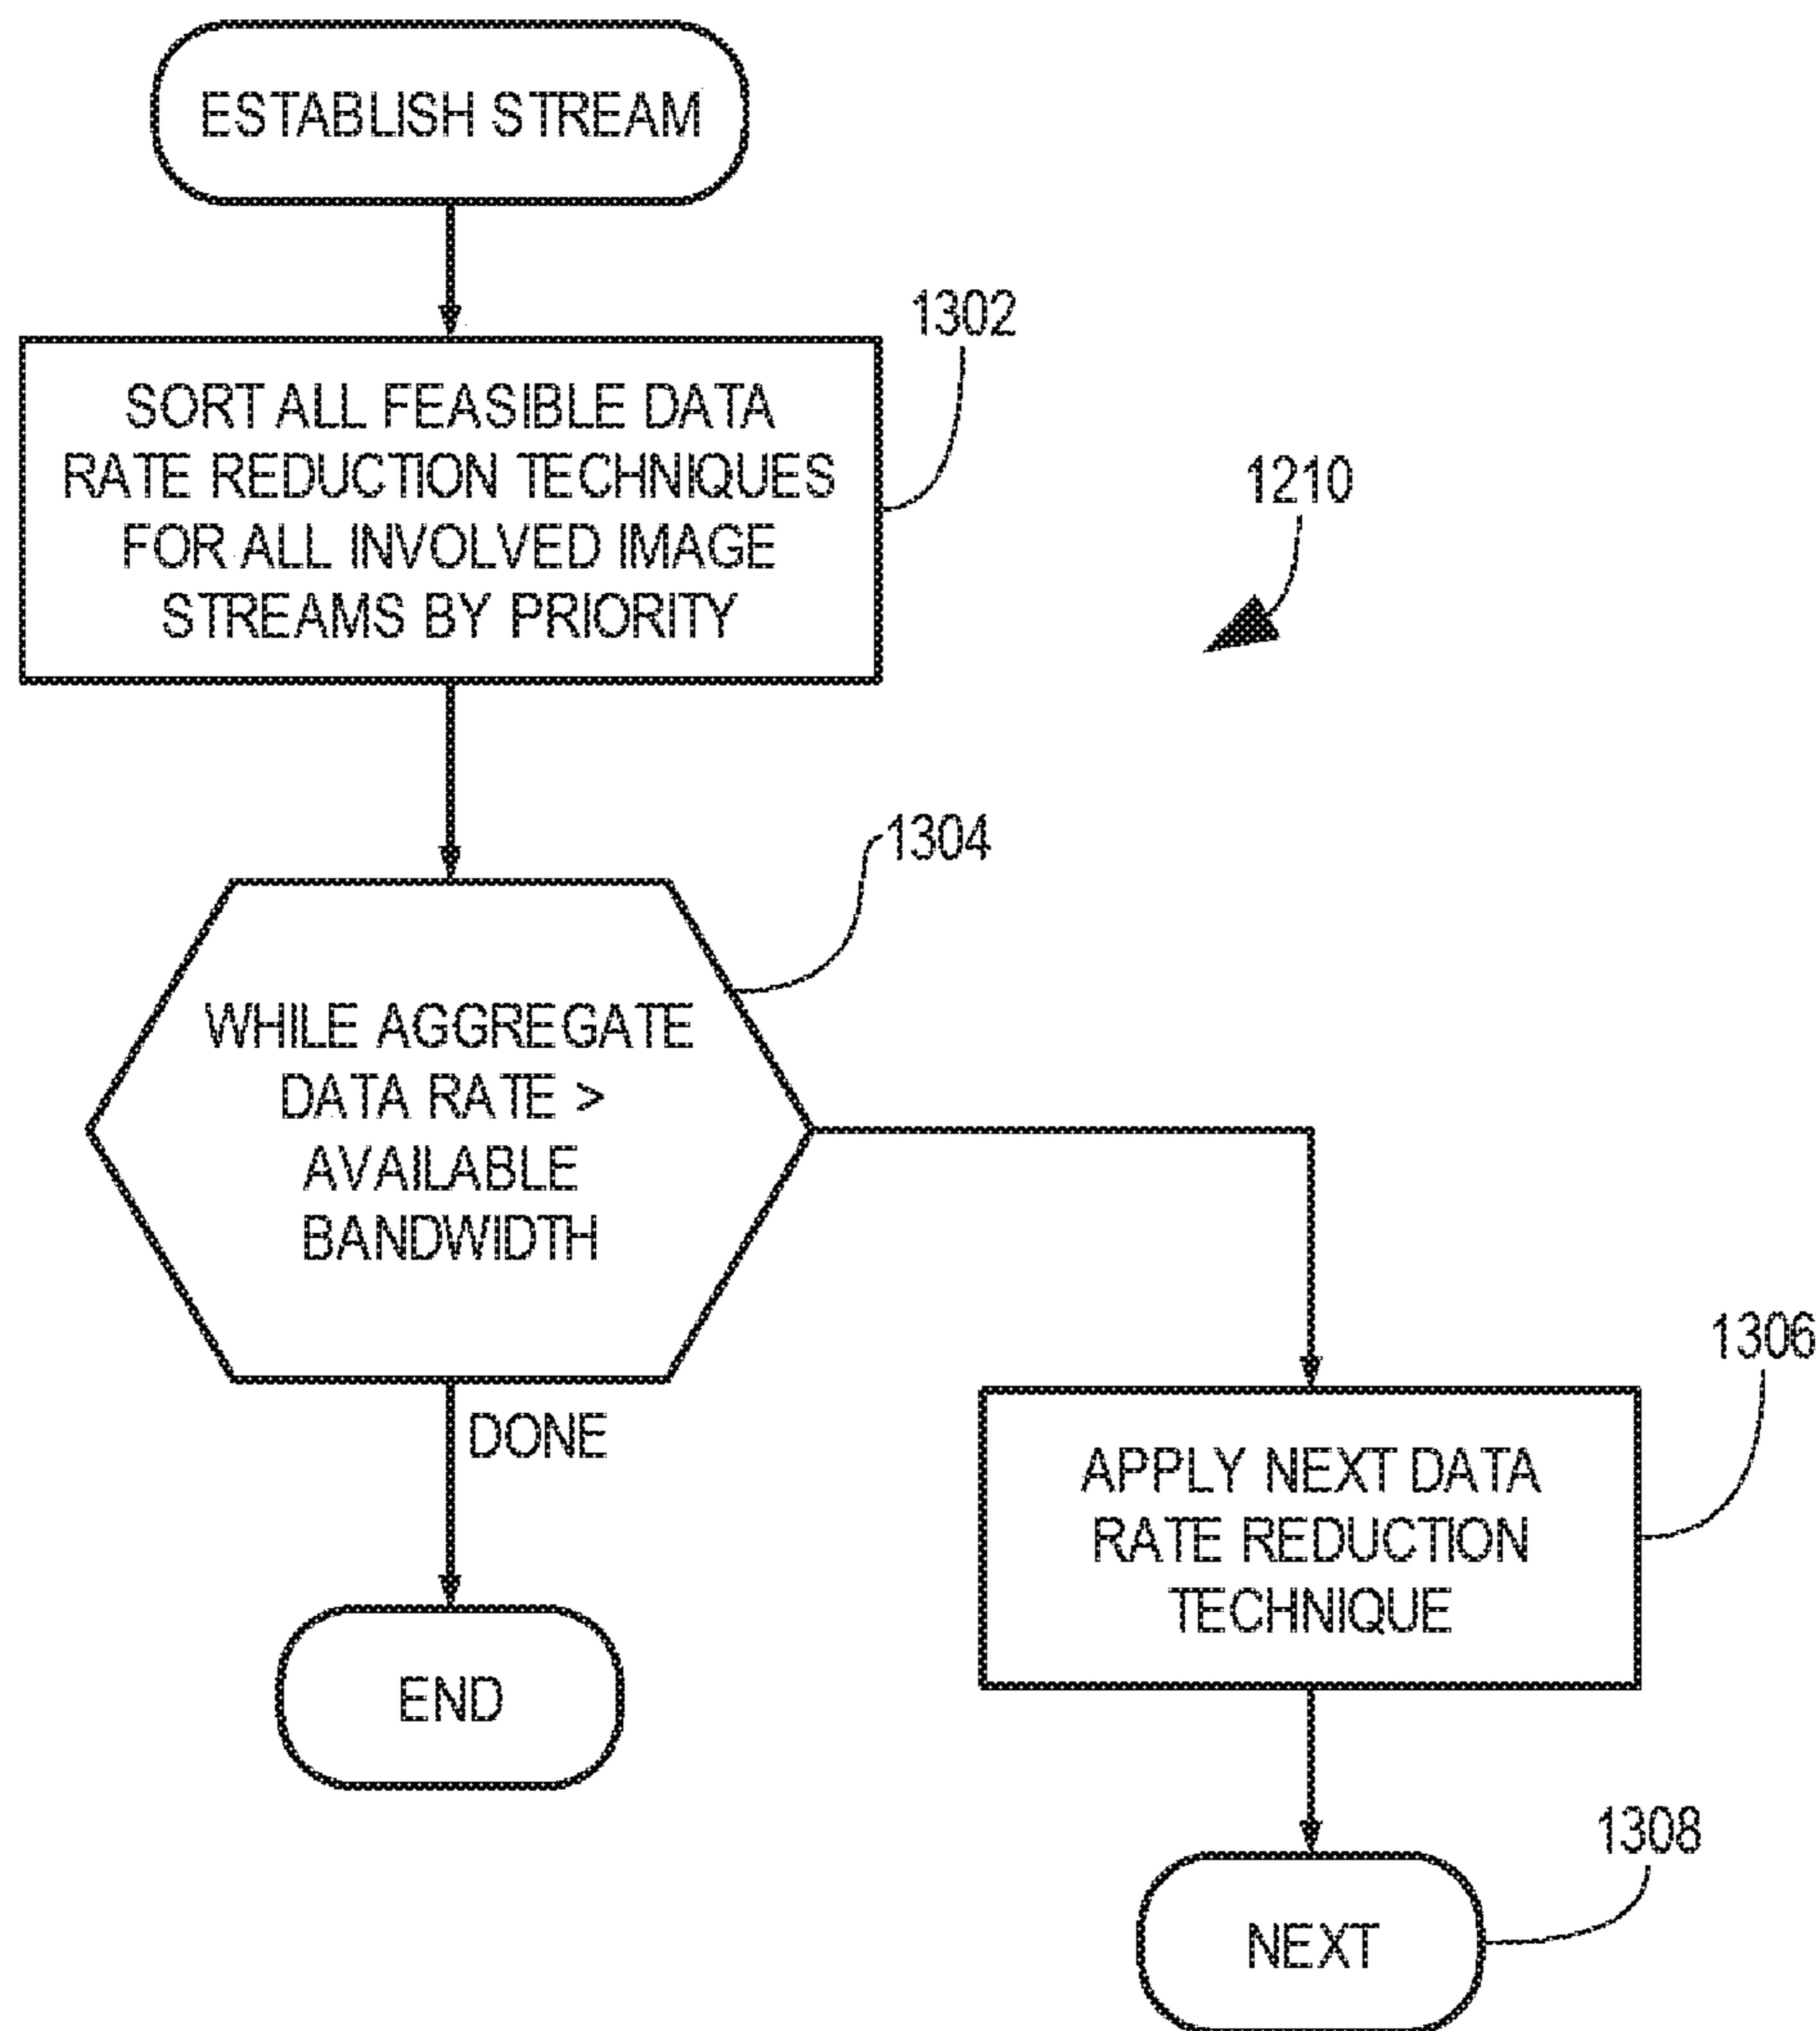 ESTABLISH STREAM
1302
SORT ALL FEASIBLE DATA
RATE REDUCTION TECHNIQUES
FOR ALL INVOLVED IMAGE
STREAMS BY PRIORITY
1210
1304
WHILE AGGREGATE
DATA RATE >
AVAILABLE
BANDWIDTH
DONE
1306
APPLY NEXT DATA
RATE REDUCTION
TECHNIQUE
END
1308
NEXT